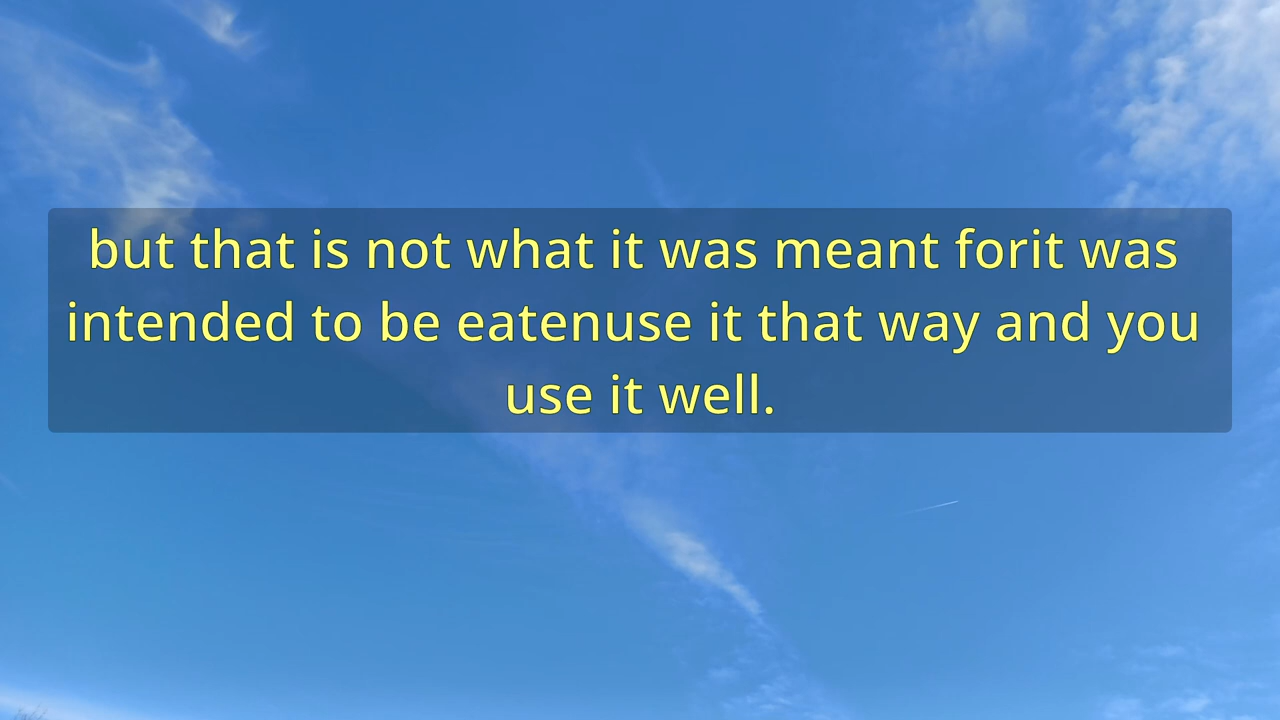 but that is not what it was meant forit was
intended to be eatenuse it that way and you
use it well.